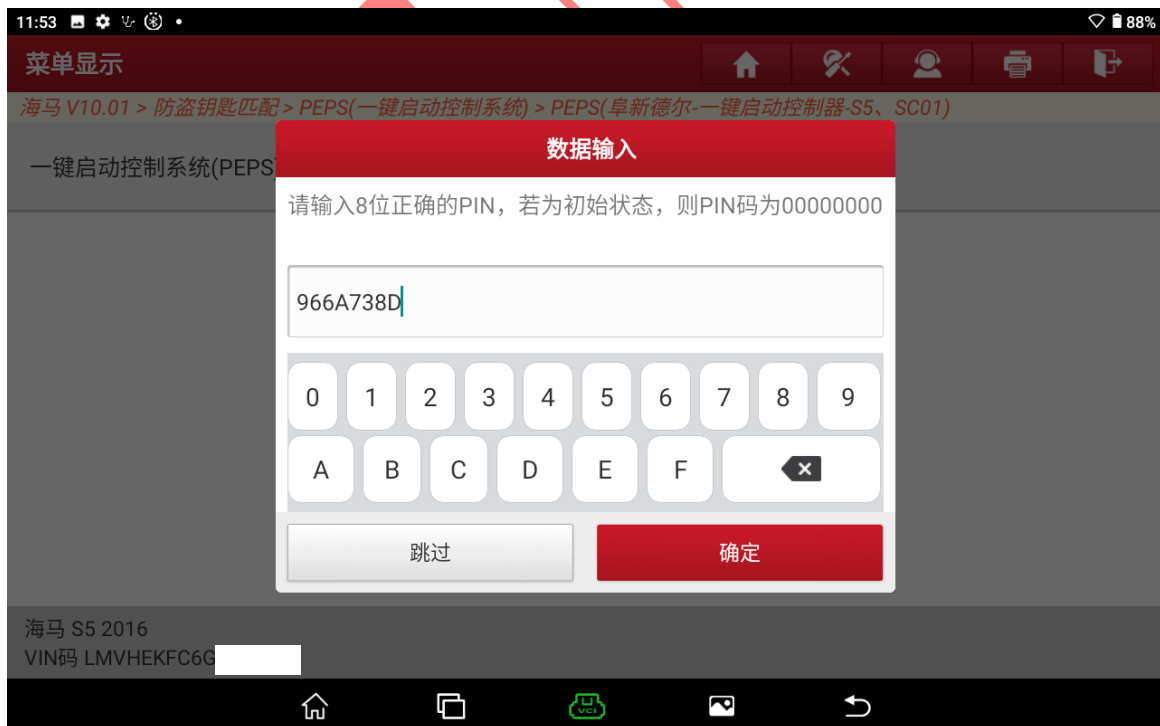 11:53
88%
菜单显示
海马 V10.01 > 防盗钥匙匹配 > PEPS(一键启动控制系统) > PEPS(阜新德尔-一键启动控制器-S5、SC01)
一键启动控制系统(PEPS
数据输入
请输入8位正确的PIN，若为初始状态，则PIN码为00000000
966A738D
0 1 2 3 4 5 6 7 8 9
A B C D E F
跳过 确定
海马 S5 2016
VIN码 LMVHEKFC6G
VCI